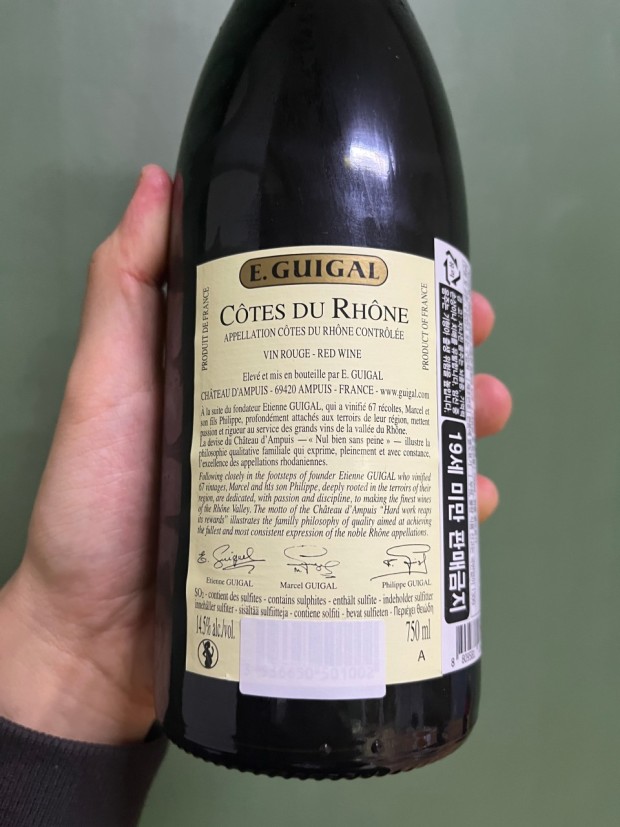 E. GUIGAL
CÔTES DU RHÔNE
APPELLATION CÔTES DU RHÔNE CONTRÔLÉE
VIN ROUGE - RED WINE
PRODUIT DE FRANCE
PRODUCT OF FRANCE
Elevé et mis en bouteille par E. GUIGAL
CHÂTEAU D'AMPUIS - 69420 AMPUIS - FRANCE - www.guigal.com
À la suite du fondateur Etienne GUIGAL, qui a vinifié 67 récoltes, Marcel et
son fils Philippe, profondément attachés aux terroirs de leur région, mettent
passion et rigueur au service des grands vins de la vallée du Rhône.
La devise du Château d'Ampuis — « Nul bien sans peine » — illustre la
philosophie qualitative familiale qui exprime, pleinement et avec constance,
l'excellence des appellations rhodaniennes.
Following closely in the footsteps of founder Etienne GUIGAL who vinified
67 vintages, Marcel and his son Philippe, deeply rooted in the terroirs of their
region, are dedicated, with passion and discipline, to making the finest wines
of the Rhône Valley. The motto of the Château d'Ampuis "Hard work reaps
its rewards" illustrates the family philosophy of quality aimed at achieving
the fullest and most consistent expression of the noble Rhône appellations.
E. Guigal
Etienne GUIGAL
Marcel GUIGAL
Philippe GUIGAL
SO₂ - contient des sulfites - contains sulphites - enthält sulfite - indeholder sulfitter
innehåller sulfiter - sisältää sulfiitteja - contiene solfiti - bevat sulfieten - Περιέχει Θειώδη
14.5% alc./vol.
750 ml
A
19세 미만 판매금지